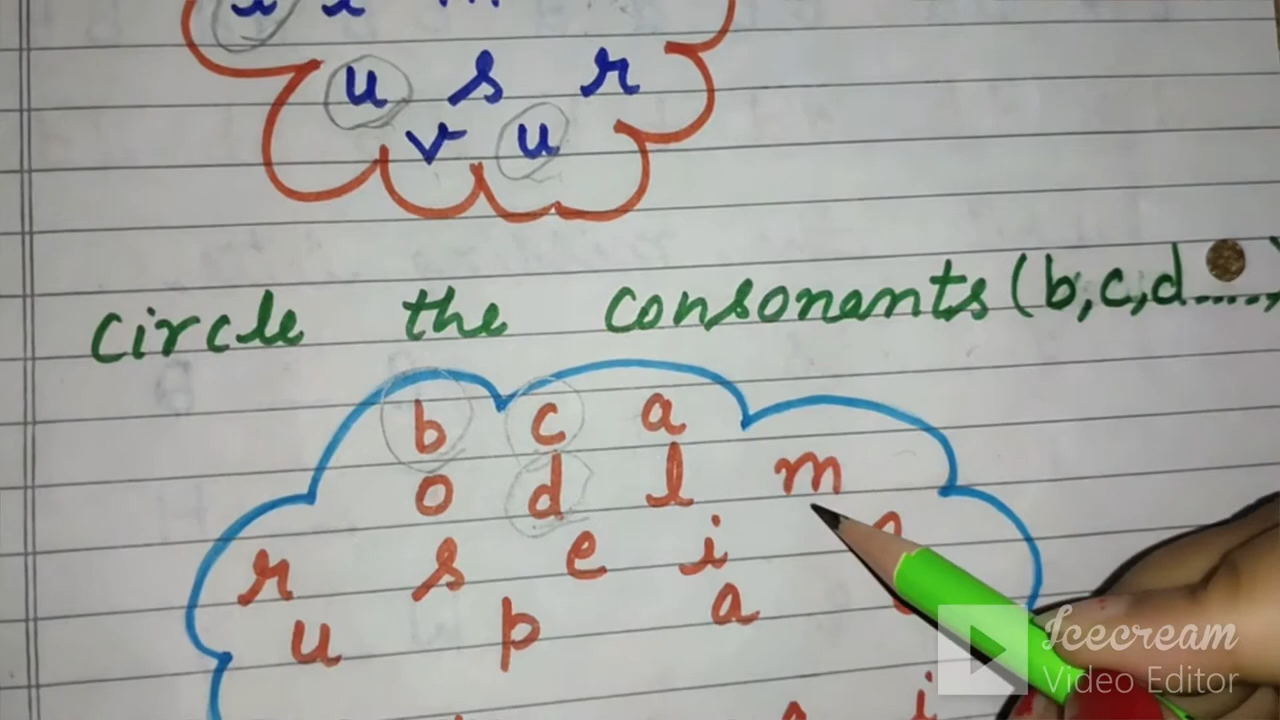 u s r
v u
circle the consonants (b,c,d.....,)
b c a
o d l m
r s e i
u p a
i
Icecream
Video Editor